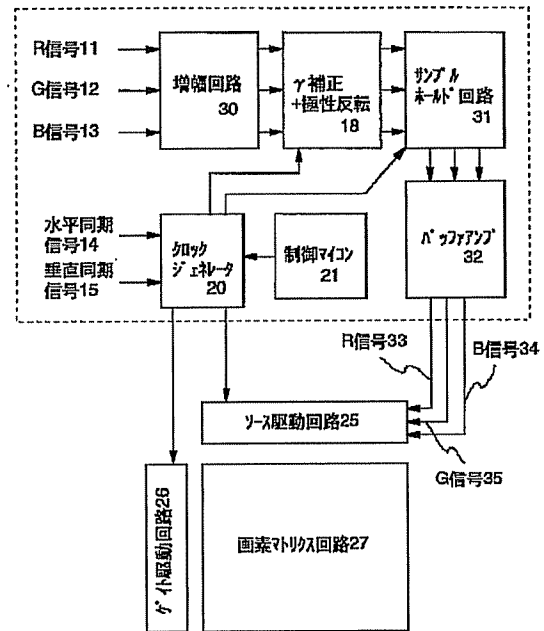 R信号11
G信号12
B信号13
増幅回路
30
γ補正
+極性反転
18
サンプル
ホールド回路
31
水平同期
信号14
垂直同期
信号15
クロック
ジェネレータ
20
制御マイコン
21
バッファアンプ
32
R信号33
B信号34
G信号35
ソース駆動回路25
ゲイト駆動回路26
画素マトリクス回路27